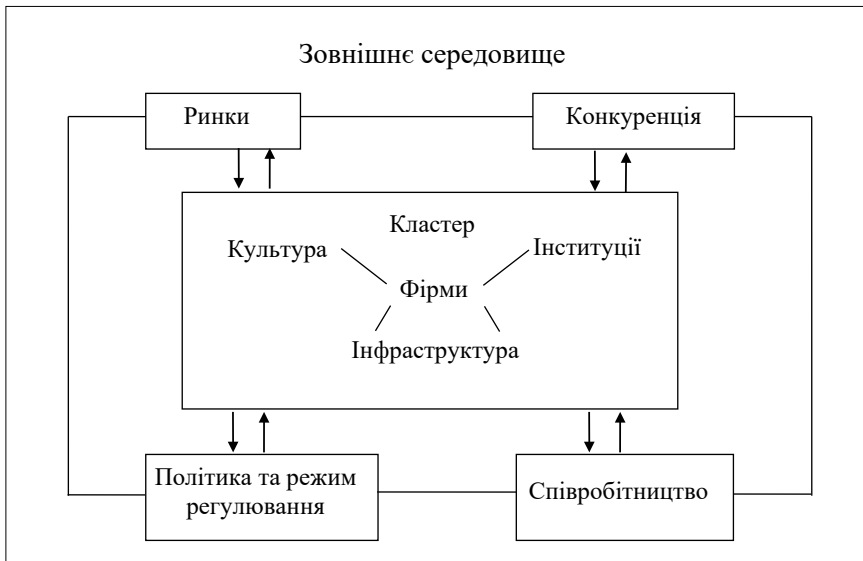 Зовнішнє середовище
Ринки
Конкуренція
Кластер
Культура
Інституції
Фірми
Інфраструктура
Політика та режим
регулювання
Співробітництво